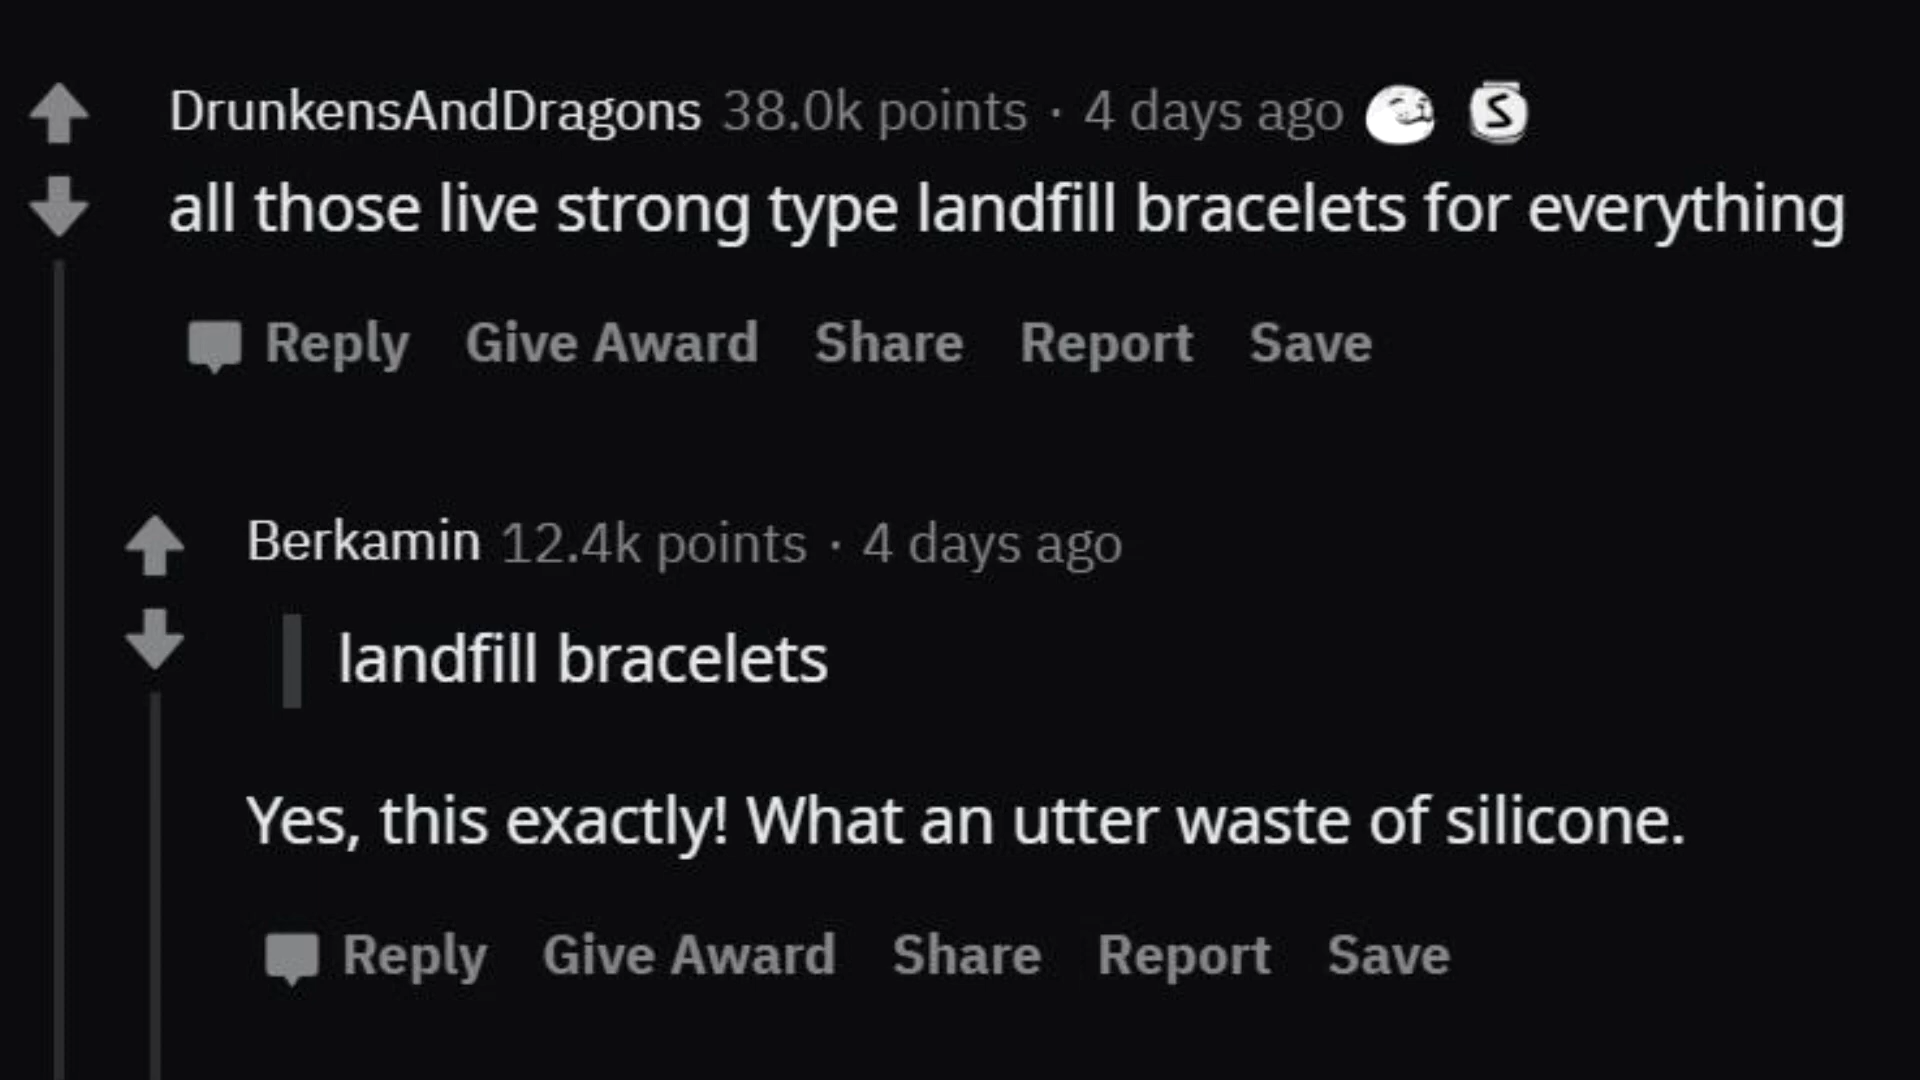 DrunkensAndDragons 38.0k points · 4 days ago S
all those live strong type landfill bracelets for everything
Reply Give Award Share Report Save
Berkamin 12.4k points · 4 days ago
landfill bracelets
Yes, this exactly! What an utter waste of silicone.
Reply Give Award Share Report Save